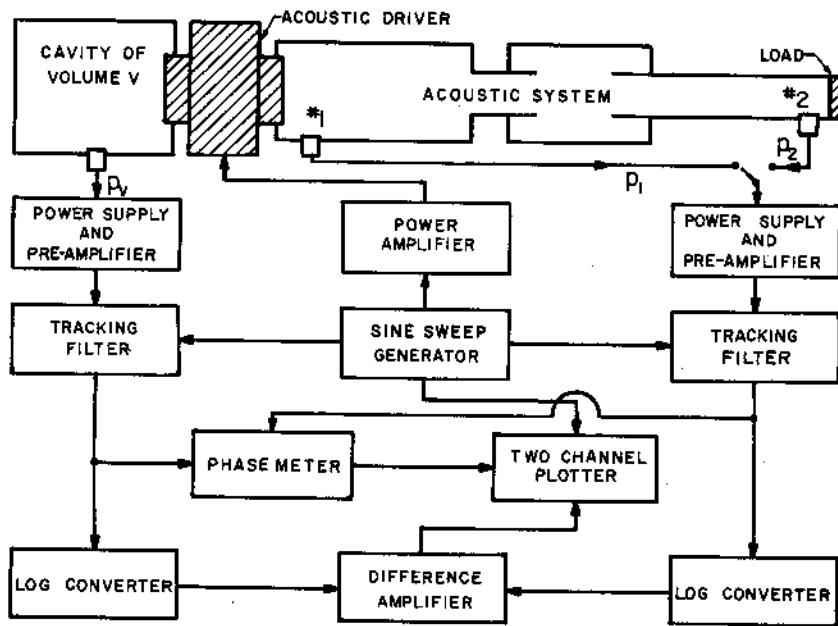 ACOUSTIC DRIVER
CAVITY OF
VOLUME V
LOAD
ACOUSTIC SYSTEM
*1
*2
Pv
P1
P2
POWER SUPPLY
AND
PRE-AMPLIFIER
POWER
AMPLIFIER
POWER SUPPLY
AND
PRE-AMPLIFIER
TRACKING
FILTER
SINE SWEEP
GENERATOR
TRACKING
FILTER
PHASE METER
TWO CHANNEL
PLOTTER
LOG CONVERTER
DIFFERENCE
AMPLIFIER
LOG CONVERTER